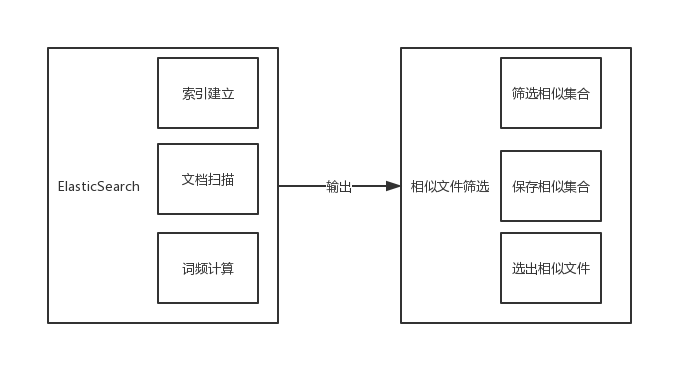 ElasticSearch
索引建立
文档扫描
词频计算
输出
相似文件筛选
筛选相似集合
保存相似集合
选出相似文件